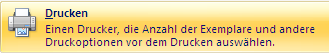 Drucken
Einen Drucker, die Anzahl der Exemplare und andere
Druckoptionen vor dem Drucken auswählen.